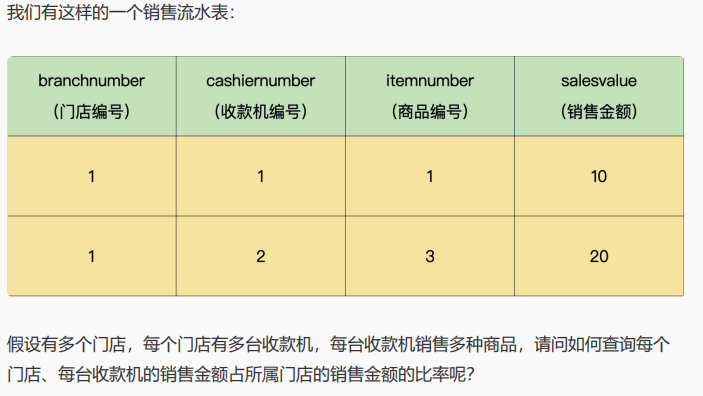 我们有这样的一个销售流水表：
branchnumber cashiernumber itemnumber salesvalue
（门店编号） （收款机编号） （商品编号） （销售金额）
1 1 1 10
1 2 3 20
假设有多个门店，每个门店有多台收款机，每台收款机销售多种商品，请问如何查询每个
门店、每台收款机的销售金额占所属门店的销售金额的比率呢？